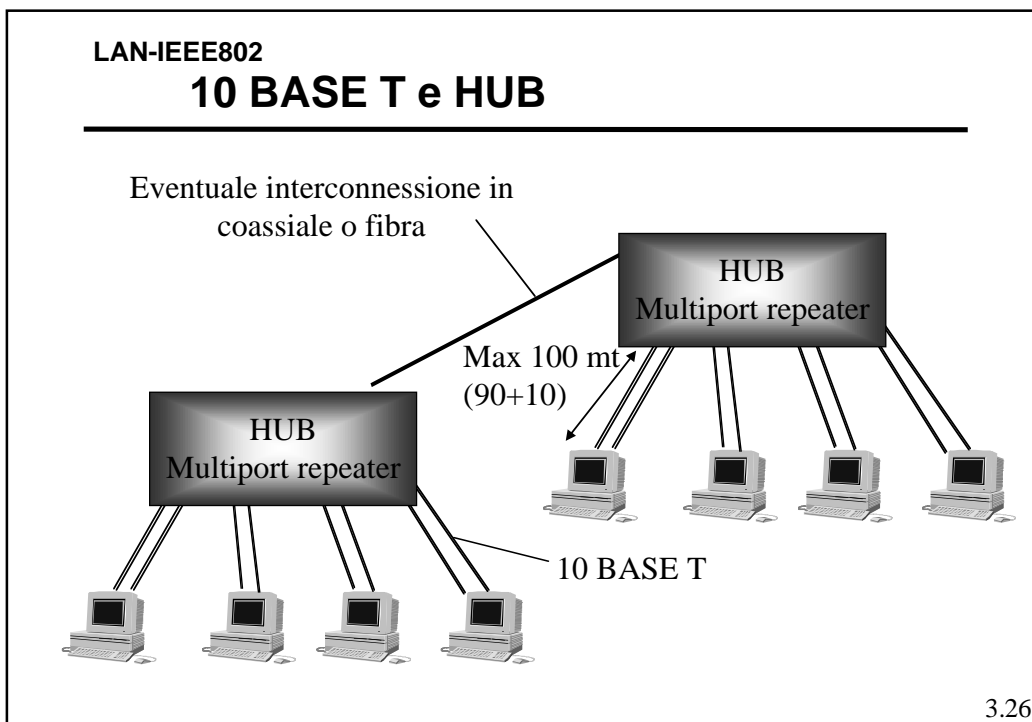 LAN-IEEE802
10 BASE T e HUB
Eventuale interconnessione in
coassiale o fibra
HUB
Multiport repeater
Max 100 mt
(90+10)
HUB
Multiport repeater
10 BASE T
3.26